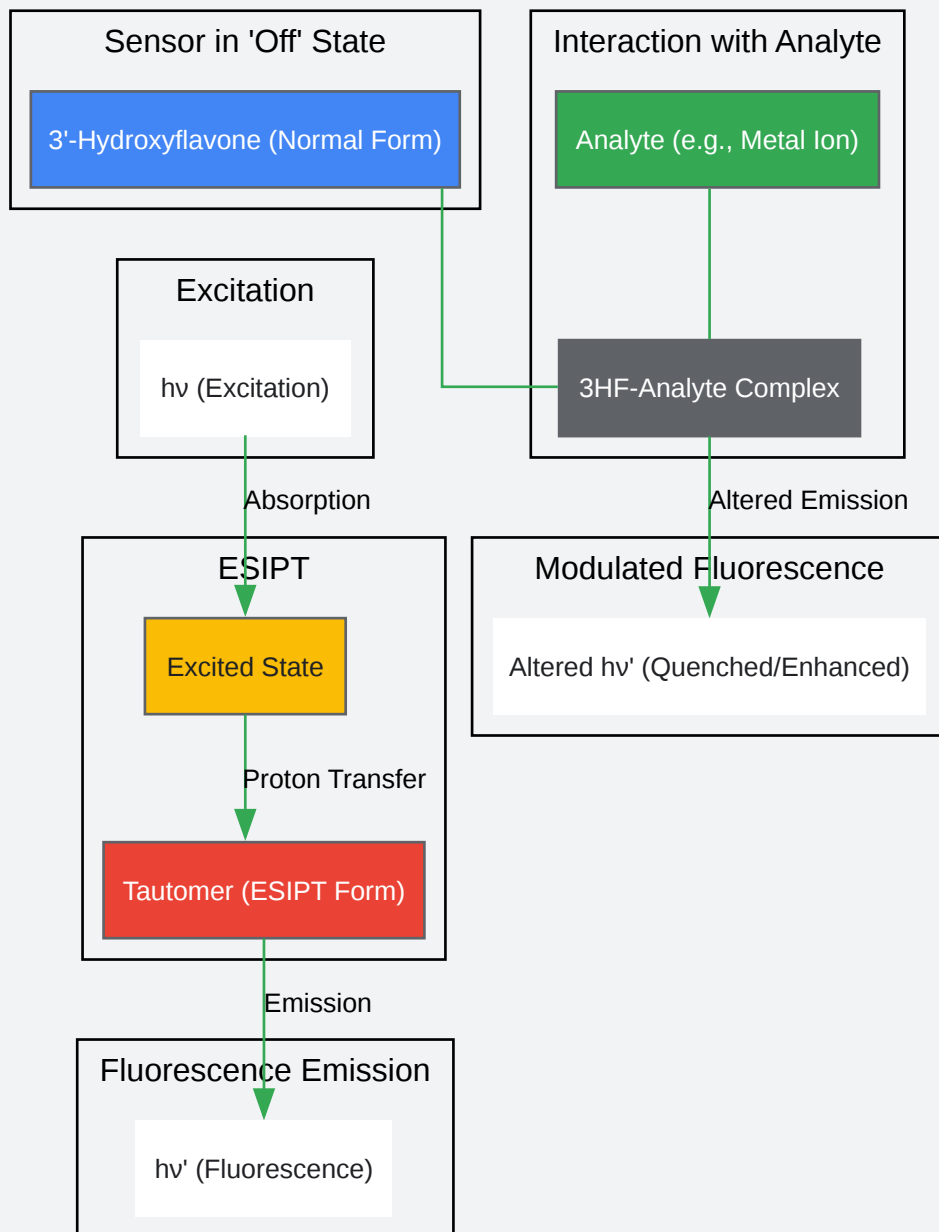 Sensor in 'Off' State
3'-Hydroxyflavone (Normal Form)
Interaction with Analyte
Analyte (e.g., Metal Ion)
3HF-Analyte Complex
Excitation
hν (Excitation)
Absorption
Altered Emission
ESIPT
Excited State
Proton Transfer
Tautomer (ESIPT Form)
Modulated Fluorescence
Altered hν' (Quenched/Enhanced)
Emission
Fluorescence Emission
hν' (Fluorescence)